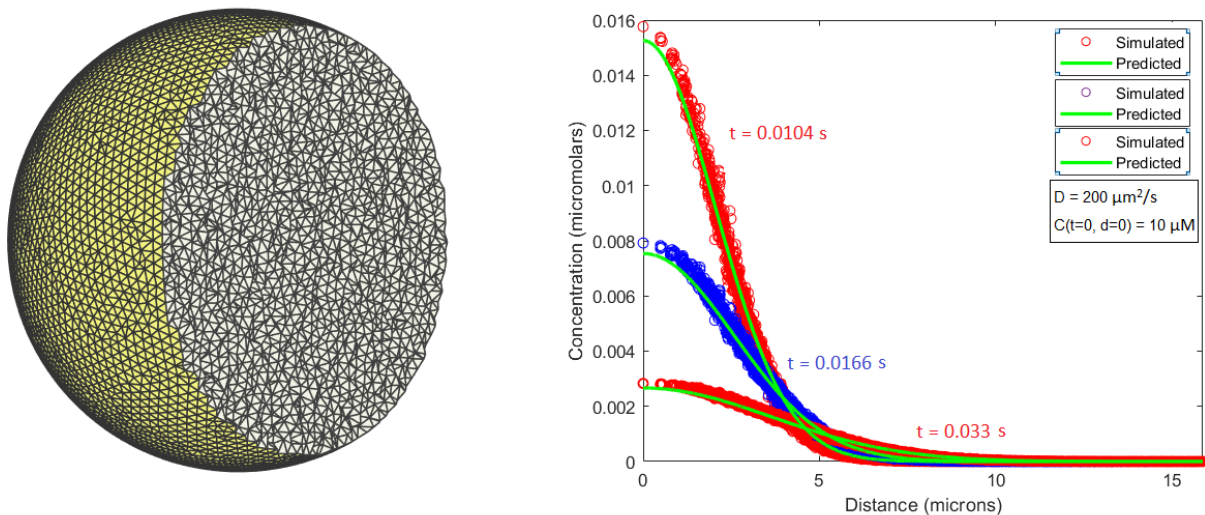 0.016
0.014
0.012
0.01
0.008
0.006
0.004
0.002
0
Concentration (micromolars)
0
5
10
15
Distance (microns)
t = 0.0104 s
t = 0.0166 s
t = 0.033 s
Simulated
Predicted
Simulated
Predicted
Simulated
Predicted
D = 200 µm²/s
C(t=0, d=0) = 10 µM